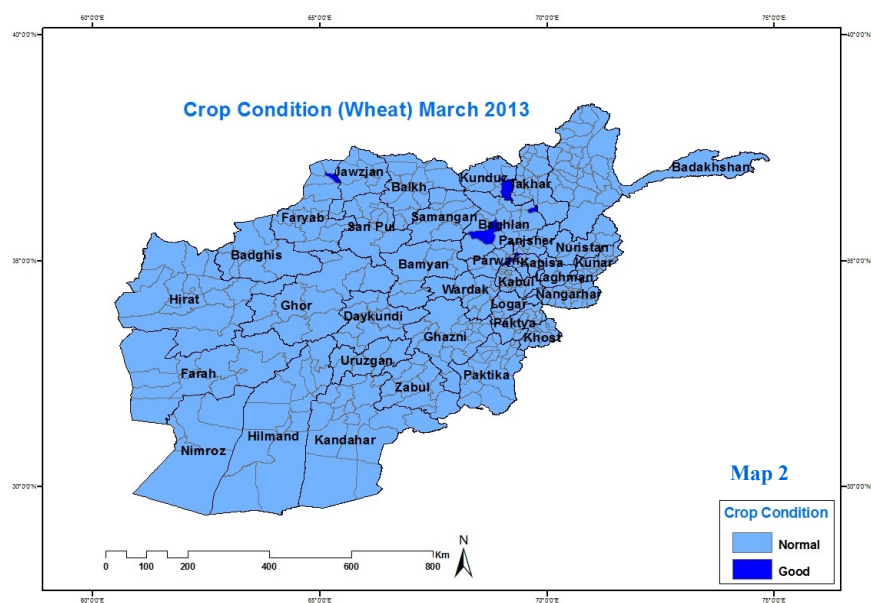 60°0'0"E 65°0'0"E 70°0'0"E 75°0'0"E
40°0'0"N 40°0'0"N
Crop Condition (Wheat) March 2013
Badakhshan
Jawzjan Kunduz Takhar
Balkh
Faryab Samangan Baghlan
Sari Pul
Panjsher Nuristan
Badghis
35°0'0"N Bamyan Parwan Kapisa Kunar 35°0'0"N
Kabul Laghman
Hirat Ghor Wardak Nangarhar
Daykundi Logar
Ghazni Paktya
Khost
Farah Uruzgan
Zabul Paktika
Nimroz Hilmand Kandahar
Map 2
30°0'0"N 30°0'0"N
Crop Condition
Normal
Good
N
Km
0 100 200 400 600 800
60°0'0"E 65°0'0"E 70°0'0"E 75°0'0"E